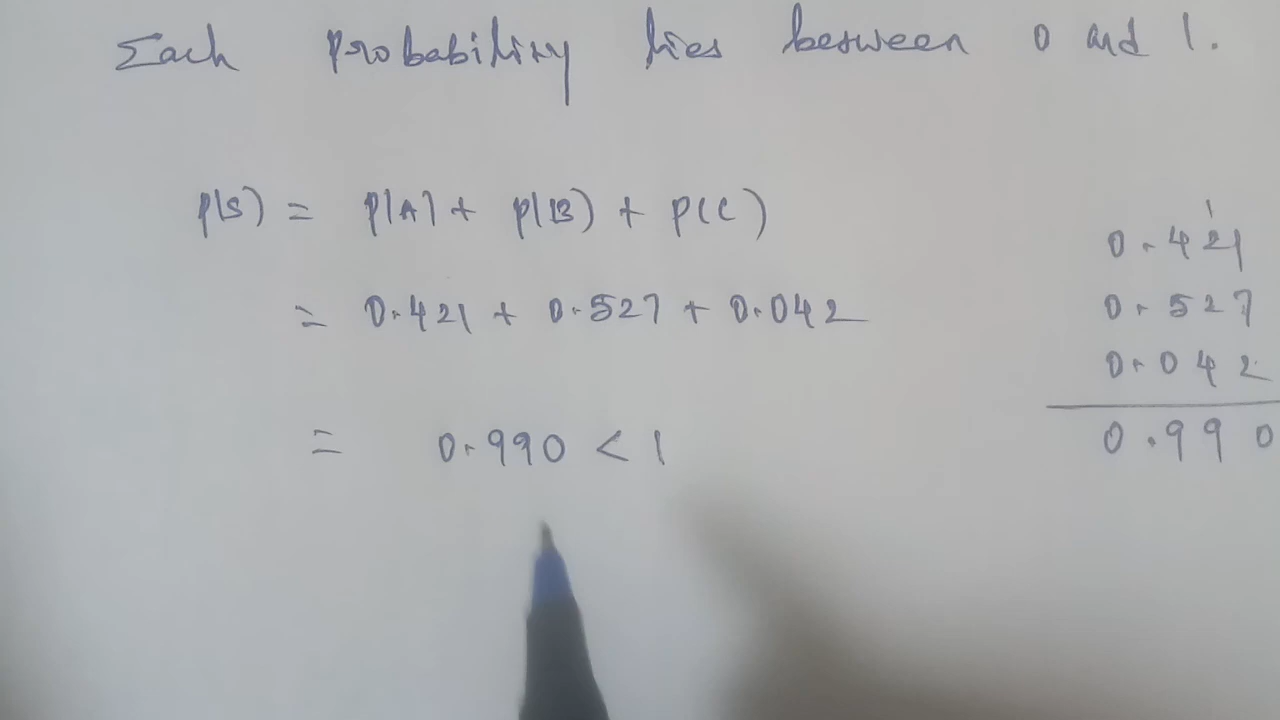 Each probability lies between 0 and 1.
P(S) = P(A) + P(B) + P(C)
= 0.421 + 0.527 + 0.042
= 0.990 < 1
1
0.421
0.527
0.042
0.990